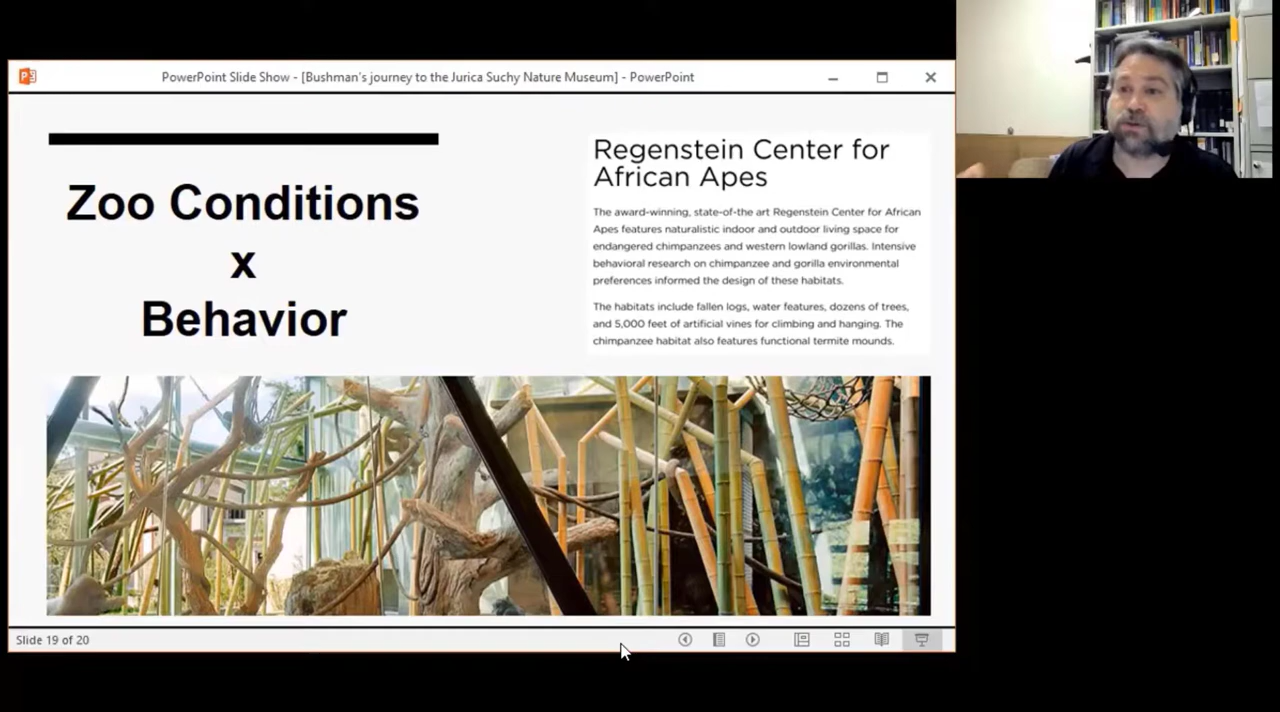 PowerPoint Slide Show - [Bushman's journey to the Jurica Suchy Nature Museum] - PowerPoint
Zoo Conditions
x
Behavior
Regenstein Center for
African Apes
The award-winning, state-of-the art Regenstein Center for African
Apes features naturalistic indoor and outdoor living space for
endangered chimpanzees and western lowland gorillas. Intensive
behavioral research on chimpanzee and gorilla environmental
preferences informed the design of these habitats.
The habitats include fallen logs, water features, dozens of trees,
and 5,000 feet of artificial vines for climbing and hanging. The
chimpanzee habitat also features functional termite mounds.
Slide 19 of 20